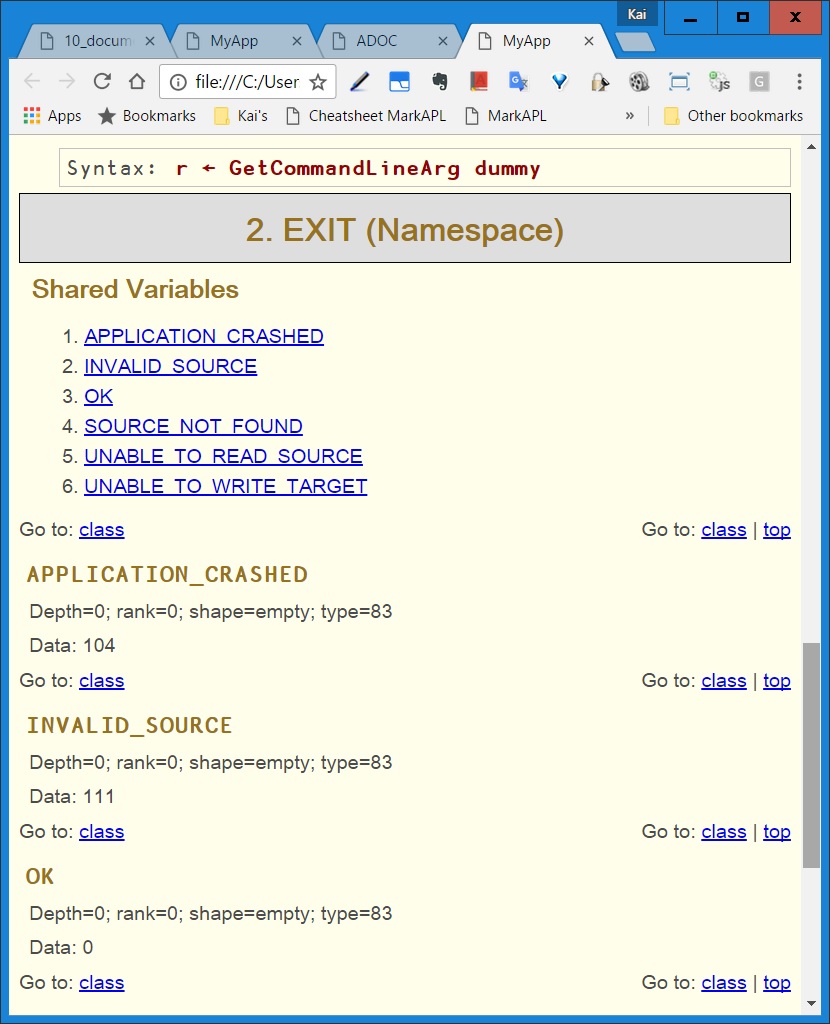 Kai
10_docum
MyApp
ADOC
MyApp
file:///C:/User
js
G
Apps
Bookmarks
Kai's
Cheatsheet MarkAPL
MarkAPL
»
Other bookmarks
Syntax: r ← GetCommandLineArg dummy
2. EXIT (Namespace)
Shared Variables
1. APPLICATION_CRASHED
2. INVALID_SOURCE
3. OK
4. SOURCE_NOT_FOUND
5. UNABLE_TO_READ_SOURCE
6. UNABLE_TO_WRITE_TARGET
Go to: class Go to: class | top
APPLICATION_CRASHED
Depth=0; rank=0; shape=empty; type=83
Data: 104
Go to: class Go to: class | top
INVALID_SOURCE
Depth=0; rank=0; shape=empty; type=83
Data: 111
Go to: class Go to: class | top
OK
Depth=0; rank=0; shape=empty; type=83
Data: 0
Go to: class Go to: class | top